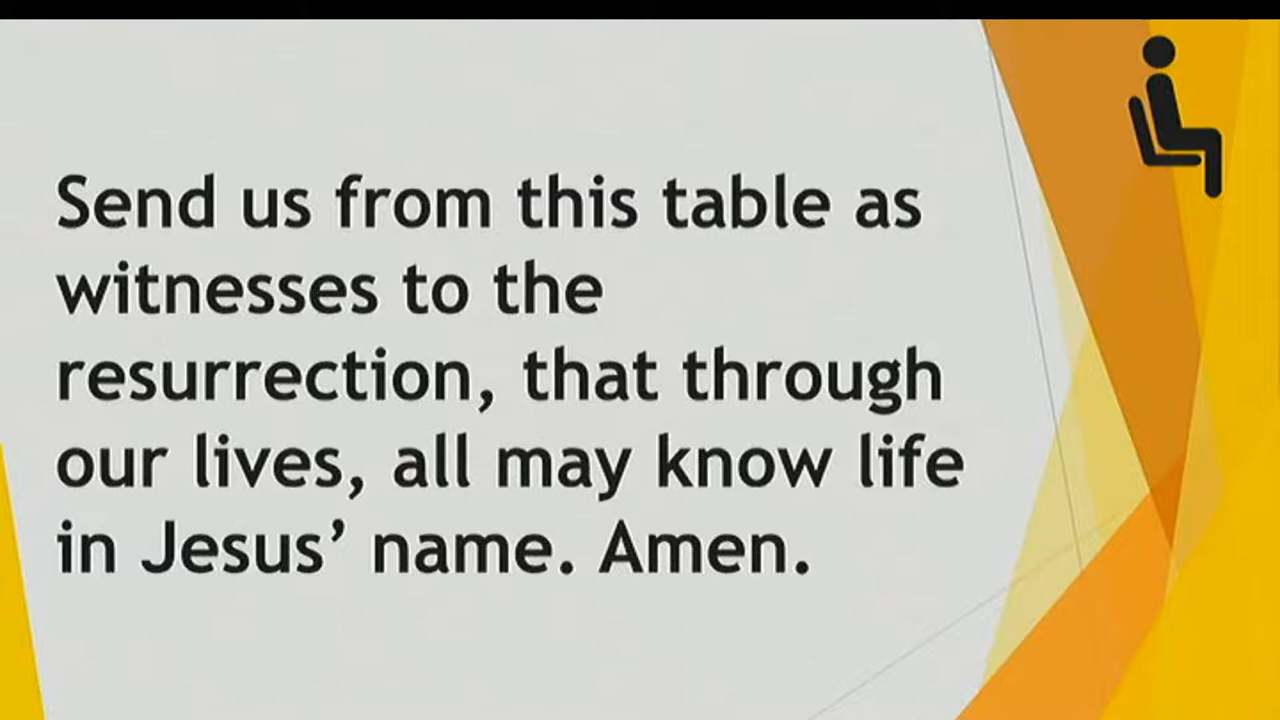 Send us from this table as
witnesses to the
resurrection, that through
our lives, all may know life
in Jesus’ name. Amen.